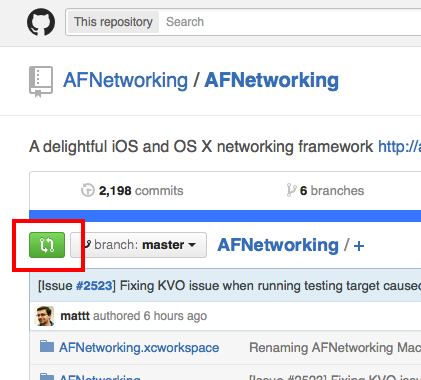 This repository Search
AFNetworking / AFNetworking
A delightful iOS and OS X networking framework http://a
2,198 commits 6 branches
branch: master AFNetworking / +
[Issue #2523] Fixing KVO issue when running testing target caused
mattt authored 6 hours ago
AFNetworking.xcworkspace Renaming AFNetworking Mac
AFNetworking [Issue #2523] Fixing KVO issu